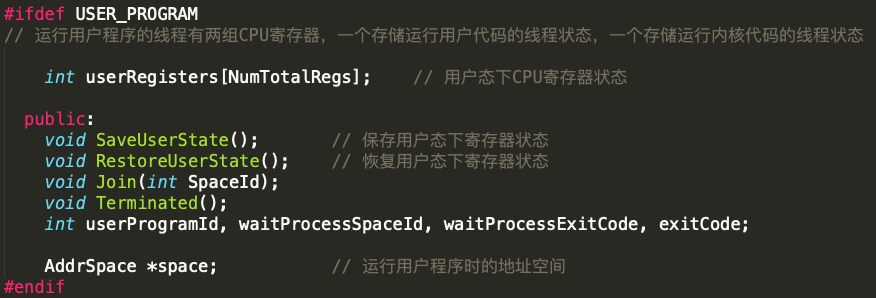 #ifdef USER_PROGRAM
// 运行用户程序的线程有两组CPU寄存器，一个存储运行用户代码的线程状态，一个存储运行内核代码的线程状态
int userRegisters[NumTotalRegs];    // 用户态下CPU寄存器状态
public:
void SaveUserState();       // 保存用户态下寄存器状态
void RestoreUserState();    // 恢复用户态下寄存器状态
void Join(int SpaceId);
void Terminated();
int userProgramId, waitProcessSpaceId, waitProcessExitCode, exitCode;
AddrSpace *space;           // 运行用户程序时的地址空间
#endif